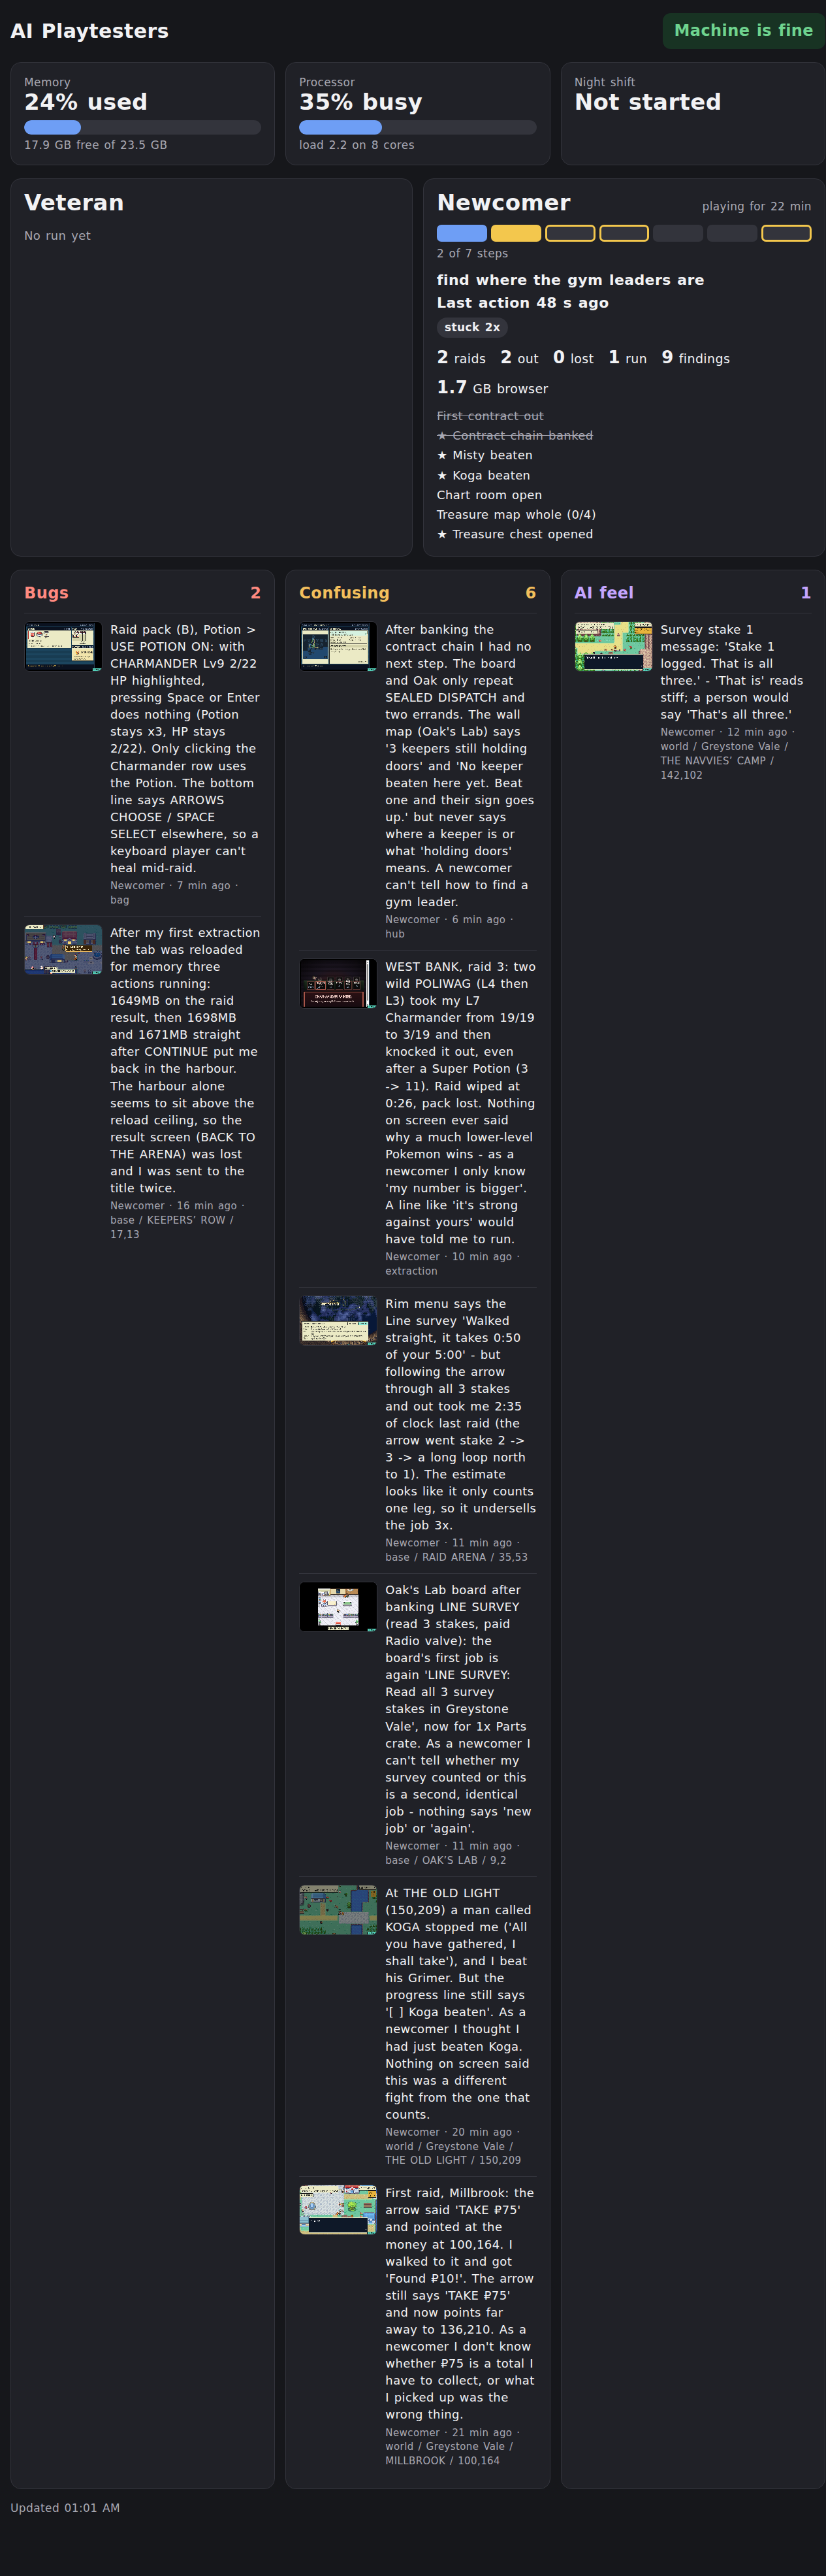 AI Playtesters
Machine is fine
Memory
24% used
17.9 GB free of 23.5 GB
Processor
35% busy
load 2.2 on 8 cores
Night shift
Not started
Veteran
No run yet
Newcomer
playing for 22 min
2 of 7 steps
find where the gym leaders are
Last action 48 s ago
stuck 2x
2 raids 2 out 0 lost 1 run 9 findings
1.7 GB browser
First contract out
★ Contract chain banked
★ Misty beaten
★ Koga beaten
Chart room open
Treasure map whole (0/4)
★ Treasure chest opened
Bugs 2
Raid pack (B), Potion >
USE POTION ON: with
CHARMANDER Lv9 2/22
HP highlighted,
pressing Space or Enter
does nothing (Potion
stays x3, HP stays
2/22). Only clicking the
Charmander row uses
the Potion. The bottom
line says ARROWS
CHOOSE / SPACE
SELECT elsewhere, so a
keyboard player can't
heal mid-raid.
Newcomer · 7 min ago ·
bag
After my first extraction
the tab was reloaded
for memory three
actions running:
1649MB on the raid
result, then 1698MB
and 1671MB straight
after CONTINUE put me
back in the harbour.
The harbour alone
seems to sit above the
reload ceiling, so the
result screen (BACK TO
THE ARENA) was lost
and I was sent to the
title twice.
Newcomer · 16 min ago ·
base / KEEPERS' ROW /
17,13
Confusing 6
After banking the
contract chain I had no
next step. The board
and Oak only repeat
SEALED DISPATCH and
two errands. The wall
map (Oak's Lab) says
'3 keepers still holding
doors' and 'No keeper
beaten here yet. Beat
one and their sign goes
up.' but never says
where a keeper is or
what 'holding doors'
means. A newcomer
can't tell how to find a
gym leader.
Newcomer · 6 min ago ·
hub
WEST BANK, raid 3: two
wild POLIWAG (L4 then
L3) took my L7
Charmander from 19/19
to 3/19 and then
knocked it out, even
after a Super Potion (3
-> 11). Raid wiped at
0:26, pack lost. Nothing
on screen ever said
why a much lower-level
Pokemon wins - as a
newcomer I only know
'my number is bigger'.
A line like 'it's strong
against yours' would
have told me to run.
Newcomer · 10 min ago ·
extraction
Rim menu says the
Line survey 'Walked
straight, it takes 0:50
of your 5:00' - but
following the arrow
through all 3 stakes
and out took me 2:35
of clock last raid (the
arrow went stake 2 ->
3 -> a long loop north
to 1). The estimate
looks like it only counts
one leg, so it undersells
the job 3x.
Newcomer · 11 min ago ·
base / RAID ARENA / 35,53
Oak's Lab board after
banking LINE SURVEY
(read 3 stakes, paid
Radio valve): the
board's first job is
again 'LINE SURVEY:
Read all 3 survey
stakes in Greystone
Vale', now for 1x Parts
crate. As a newcomer I
can't tell whether my
survey counted or this
is a second, identical
job - nothing says 'new
job' or 'again'.
Newcomer · 11 min ago ·
base / OAK'S LAB / 9,2
At THE OLD LIGHT
(150,209) a man called
KOGA stopped me ('All
you have gathered, I
shall take'), and I beat
his Grimer. But the
progress line still says
'[ ] Koga beaten'. As a
newcomer I thought I
had just beaten Koga.
Nothing on screen said
this was a different
fight from the one that
counts.
Newcomer · 20 min ago ·
world / Greystone Vale /
THE OLD LIGHT / 150,209
First raid, Millbrook: the
arrow said 'TAKE ₽75'
and pointed at the
money at 100,164. I
walked to it and got
'Found ₽10!'. The arrow
still says 'TAKE ₽75'
and now points far
away to 136,210. As a
newcomer I don't know
whether ₽75 is a total I
have to collect, or what
I picked up was the
wrong thing.
Newcomer · 21 min ago ·
world / Greystone Vale /
MILLBROOK / 100,164
AI feel 1
Survey stake 1
message: 'Stake 1
logged. That is all
three.' - 'That is' reads
stiff; a person would
say 'That's all three.'
Newcomer · 12 min ago ·
world / Greystone Vale /
THE NAVVIES' CAMP /
142,102
Updated 01:01 AM